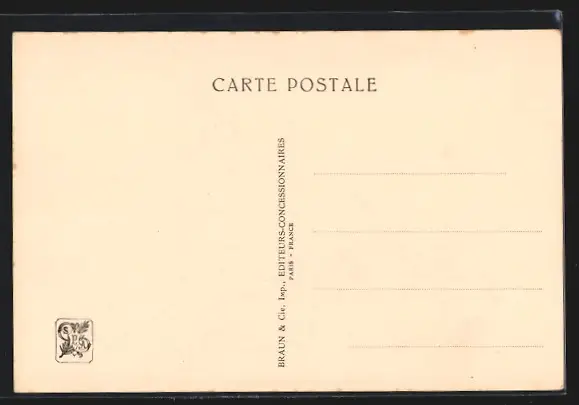 CARTE POSTALE
BRAUN & Cie, Imp., EDITEURS-CONCESSIONNAIRES
PARIS - FRANCE